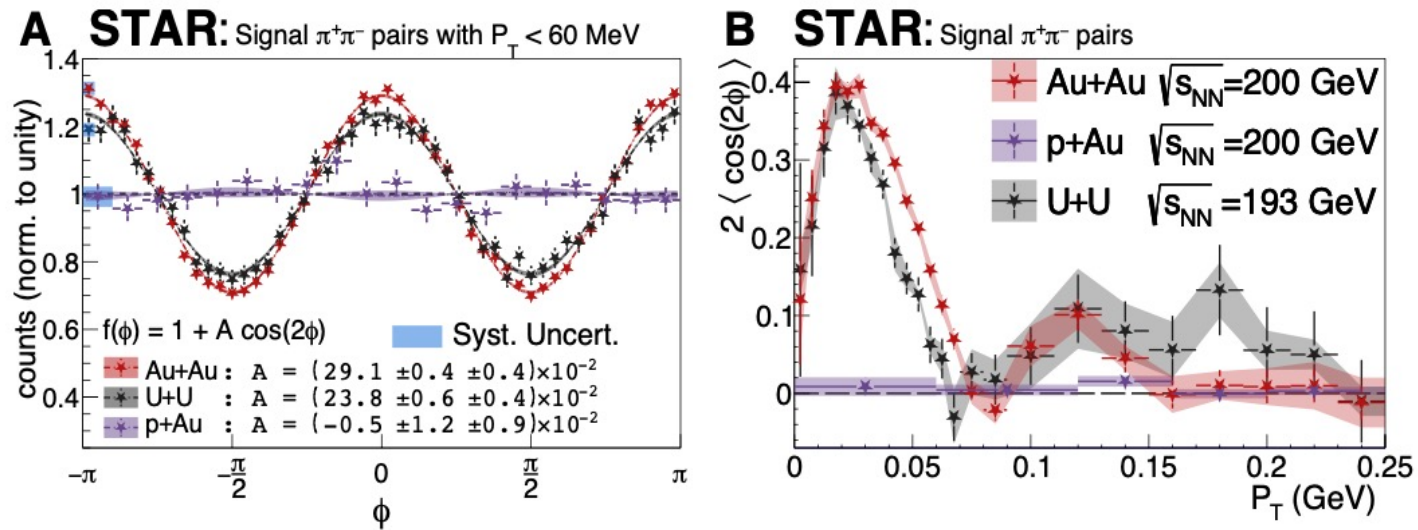 A STAR: Signal π⁺π⁻ pairs with P_T < 60 MeV
counts (norm. to unity)
1.4
1.2
1
0.8
0.6
0.4
f(ϕ) = 1 + A cos(2ϕ)
Syst. Uncert.
Au+Au : A = (29.1 ±0.4 ±0.4)×10⁻²
U+U : A = (23.8 ±0.6 ±0.4)×10⁻²
p+Au : A = (-0.5 ±1.2 ±0.9)×10⁻²
−π
−π/2
0
π/2
π
ϕ
B STAR: Signal π⁺π⁻ pairs
2 ⟨ cos(2ϕ) ⟩
0.4
0.3
0.2
0.1
0
Au+Au √s_NN=200 GeV
p+Au √s_NN=200 GeV
U+U √s_NN=193 GeV
0
0.05
0.1
0.15
0.2
0.25
P_T (GeV)